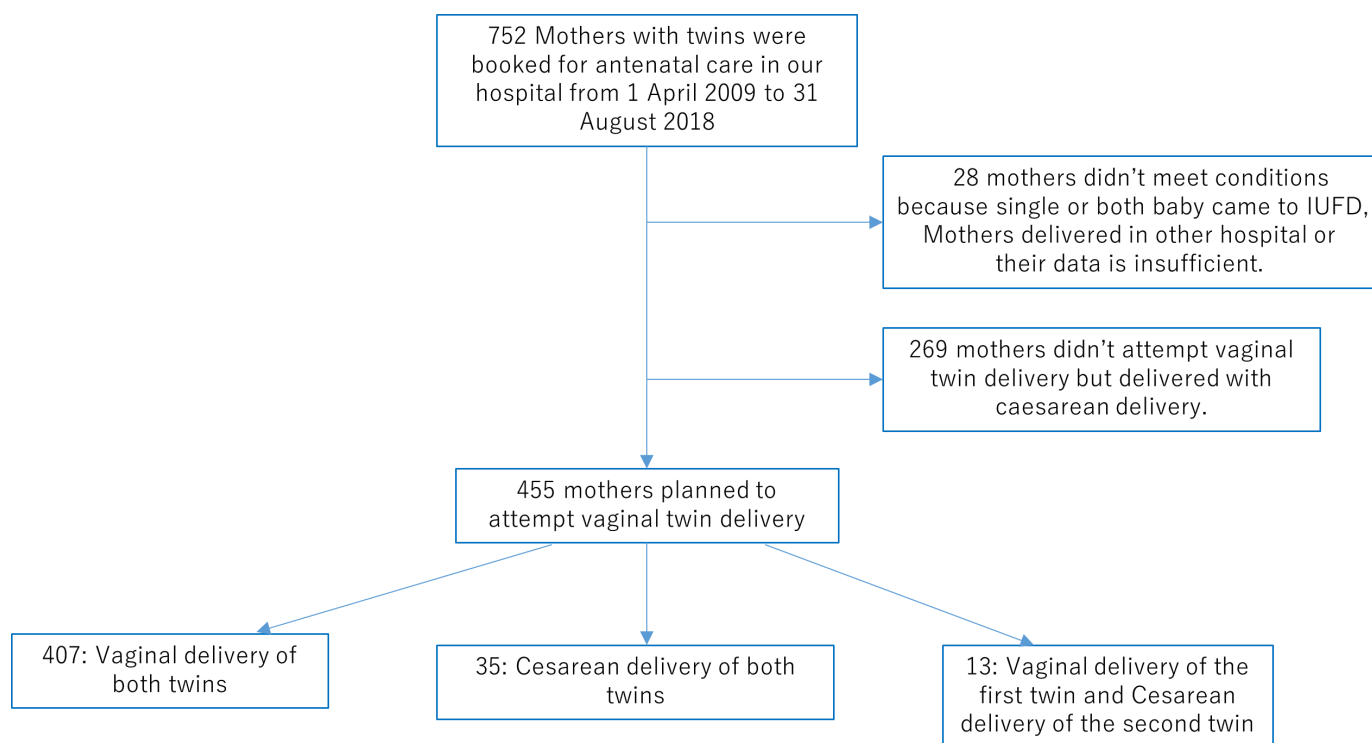 752 Mothers with twins were
booked for antenatal care in our
hospital from 1 April 2009 to 31
August 2018
28 mothers didn’t meet conditions
because single or both baby came to IUFD,
Mothers delivered in other hospital or
their data is insufficient.
269 mothers didn’t attempt vaginal
twin delivery but delivered with
caesarean delivery.
455 mothers planned to
attempt vaginal twin delivery
407: Vaginal delivery of
both twins
35: Cesarean delivery of both
twins
13: Vaginal delivery of the
first twin and Cesarean
delivery of the second twin